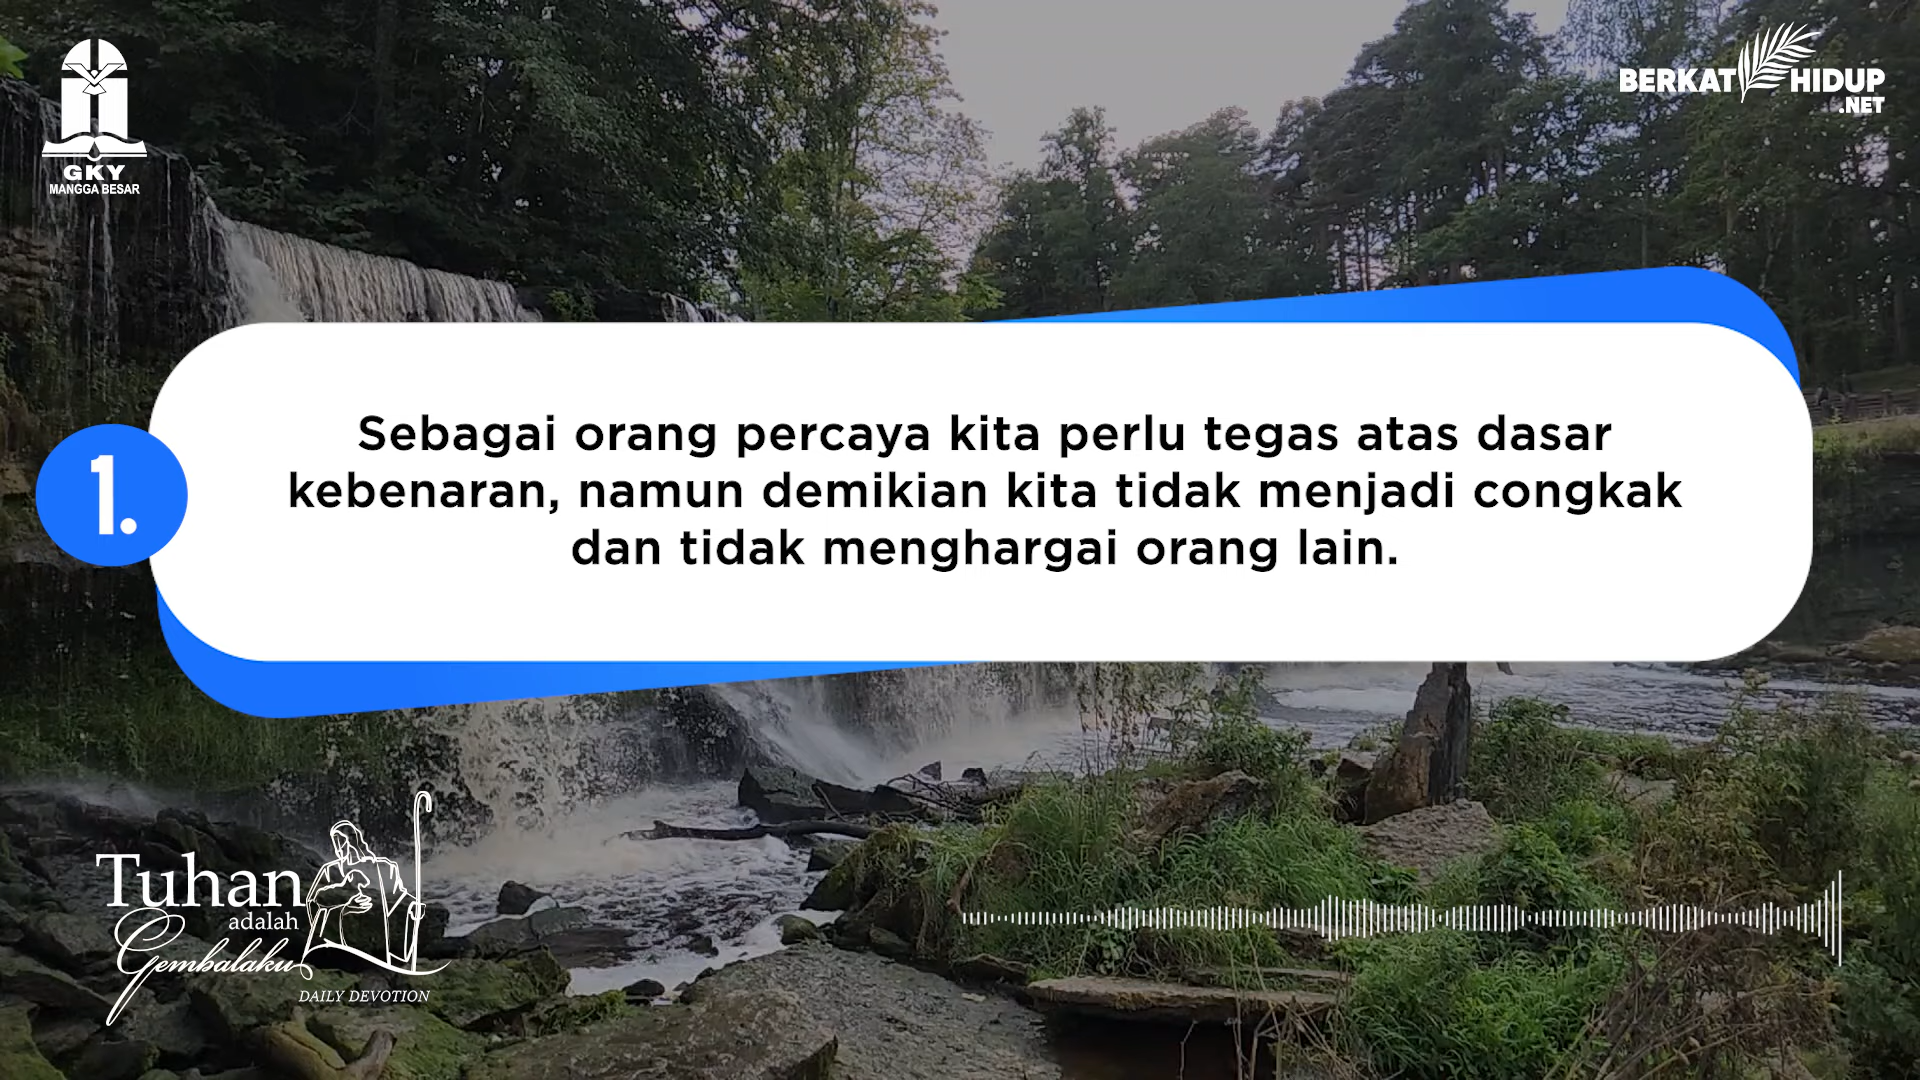 GKY
MANGGA BESAR
BERKAT HIDUP
.NET
1.
Sebagai orang percaya kita perlu tegas atas dasar
kebenaran, namun demikian kita tidak menjadi congkak
dan tidak menghargai orang lain.
Tuhan
adalah
Gembalaku
DAILY DEVOTION